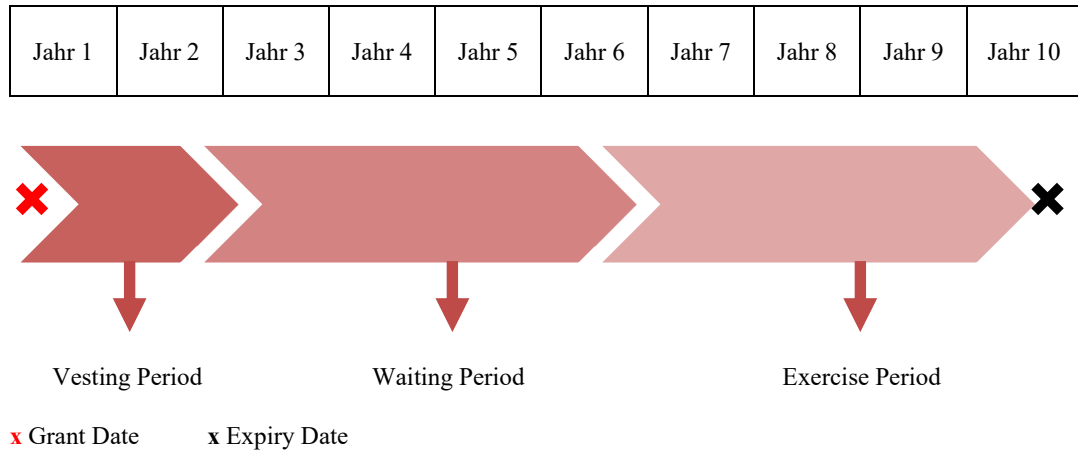 Jahr 1 Jahr 2 Jahr 3 Jahr 4 Jahr 5 Jahr 6 Jahr 7 Jahr 8 Jahr 9 Jahr 10
Vesting Period Waiting Period Exercise Period
x Grant Date x Expiry Date